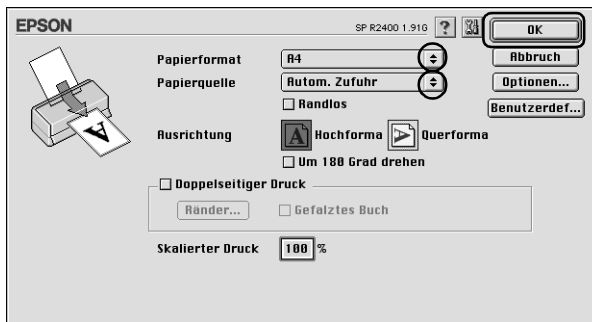 EPSON
SP R2400 1.91G ? OK
Papierformat A4 Abbruch
Papierquelle Autom. Zufuhr Optionen...
Randlos Benutzerdef...
Ausrichtung A Hochforma A Querforma
Um 180 Grad drehen
Doppelseitiger Druck
Ränder... Gefalztes Buch
Skalierter Druck 100 %
A